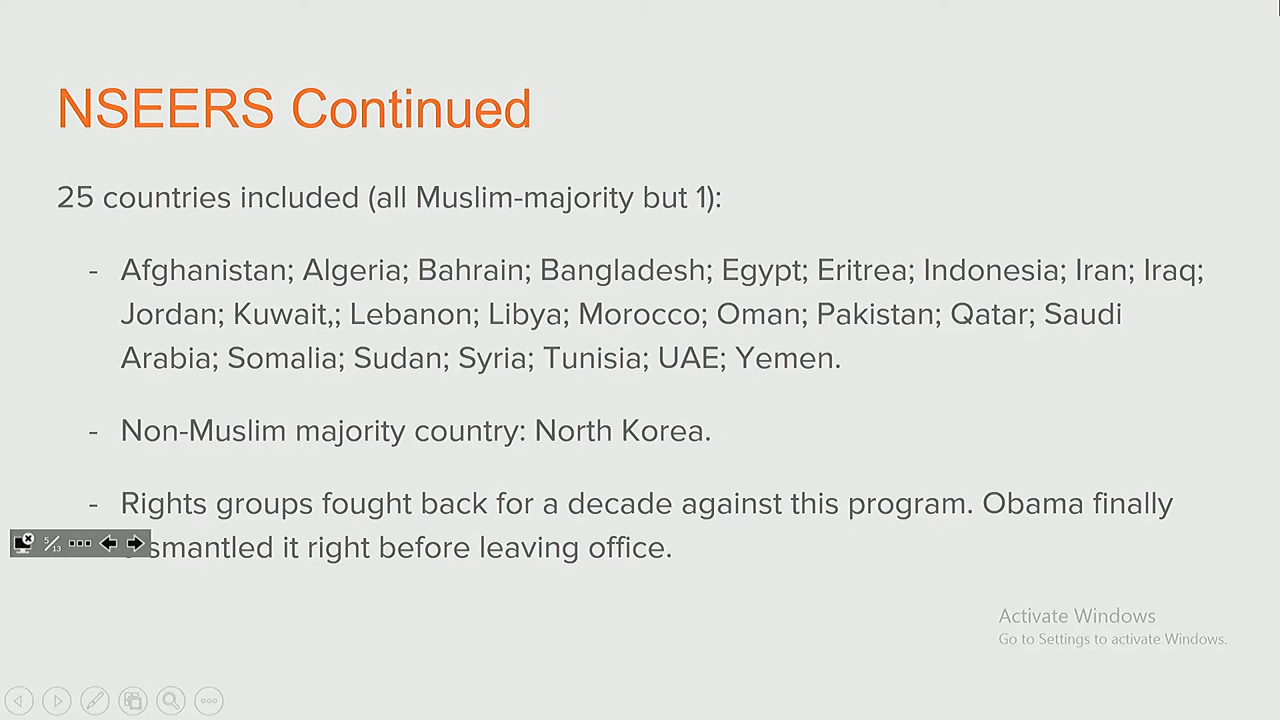 NSEERS Continued
25 countries included (all Muslim-majority but 1):
- Afghanistan; Algeria; Bahrain; Bangladesh; Egypt; Eritrea; Indonesia; Iran; Iraq;
Jordan; Kuwait,; Lebanon; Libya; Morocco; Oman; Pakistan; Qatar; Saudi
Arabia; Somalia; Sudan; Syria; Tunisia; UAE; Yemen.
- Non-Muslim majority country: North Korea.
- Rights groups fought back for a decade against this program. Obama finally
5/13
smantled it right before leaving office.
Activate Windows
Go to Settings to activate Windows.